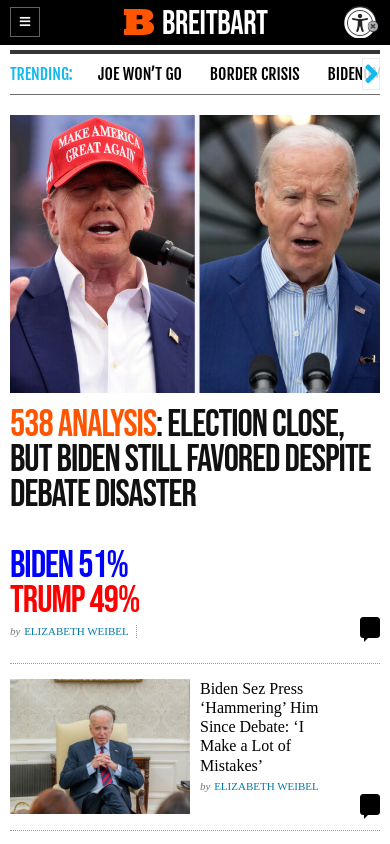 BREITBART
TRENDING:
JOE WON'T GO
BORDER CRISIS
BIDEN
MAKE AMERICA
GREAT AGAIN
538 ANALYSIS: ELECTION CLOSE,
BUT BIDEN STILL FAVORED DESPITE
DEBATE DISASTER
BIDEN 51%
TRUMP 49%
by ELIZABETH WEIBEL
Biden Sez Press
‘Hammering’ Him
Since Debate: ‘I
Make a Lot of
Mistakes’
by ELIZABETH WEIBEL